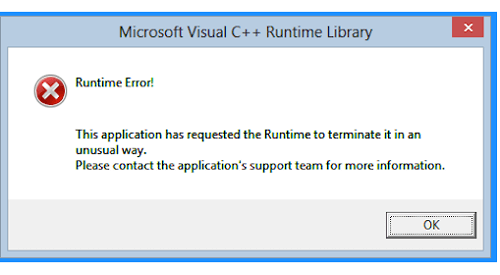 Microsoft Visual C++ Runtime Library
Runtime Error!
This application has requested the Runtime to terminate it in an
unusual way.
Please contact the application's support team for more information.
OK